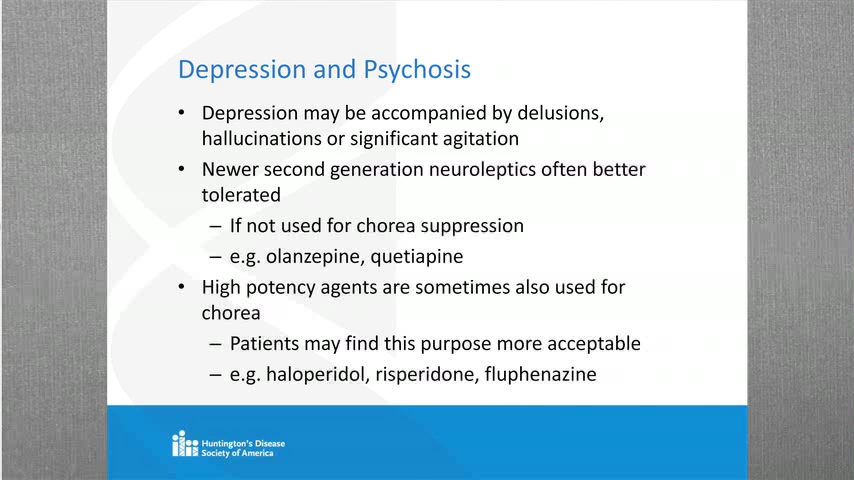 Depression and Psychosis
• Depression may be accompanied by delusions,
hallucinations or significant agitation
• Newer second generation neuroleptics often better
tolerated
– If not used for chorea suppression
– e.g. olanzepine, quetiapine
• High potency agents are sometimes also used for
chorea
– Patients may find this purpose more acceptable
– e.g. haloperidol, risperidone, fluphenazine
Huntington's Disease
Society of America